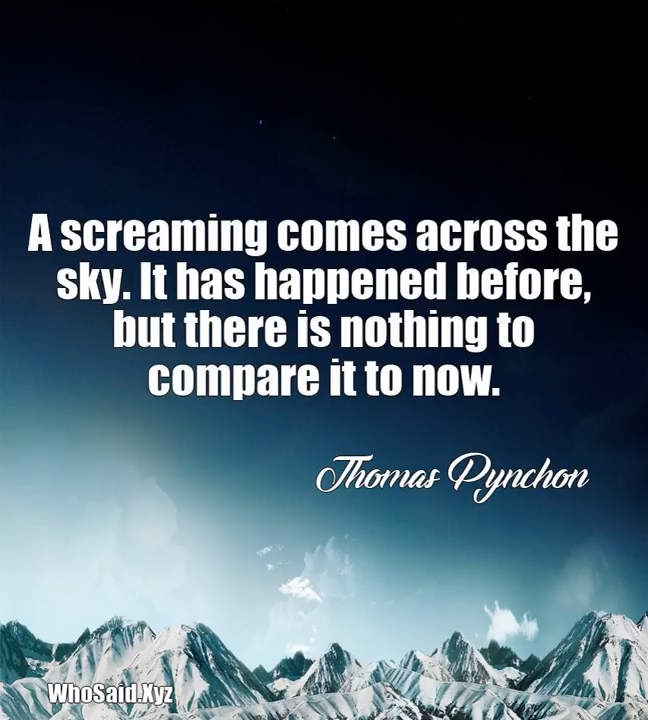 A screaming comes across the
sky. It has happened before,
but there is nothing to
compare it to now.
Thomas Pynchon
WhoSaid.Xyz